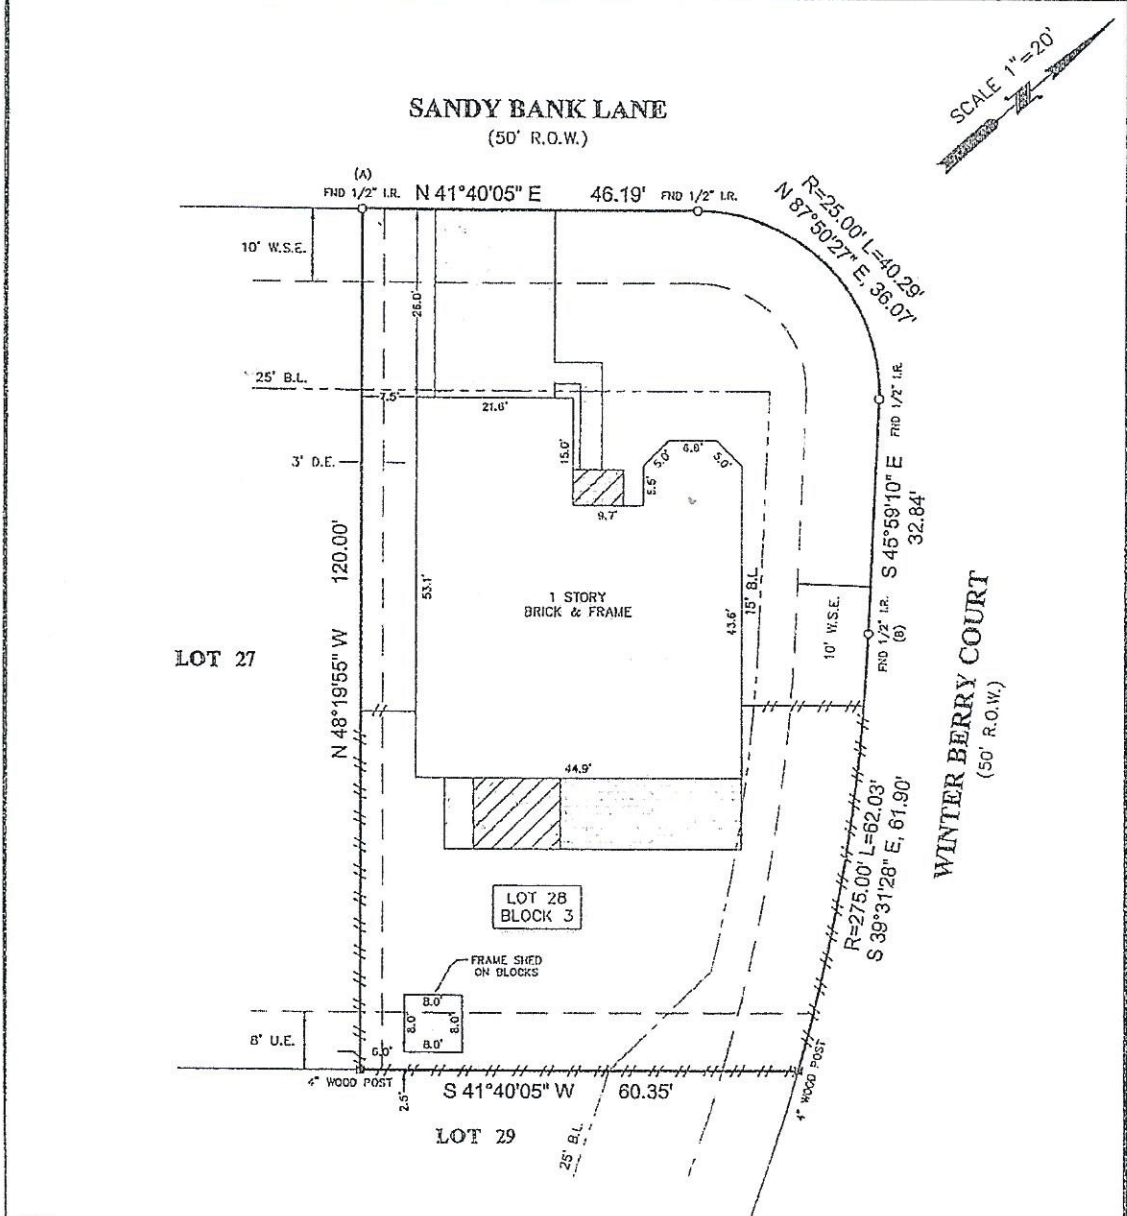 SCALE 1"=20'
SANDY BANK LANE
(50' R.O.W.)
(A)
FND 1/2" I.R.
N 41°40'05" E
46.19'
FND 1/2" I.R.
R=25.00' L=40.29'
N 87°50'27" E, 36.07'
10' W.S.E.
25.0'
25' B.L.
7.5'
21.6'
FND 1/2" I.R.
3' D.E.
15.0'
5.0'
6.8'
5.0'
5.5'
9.7'
S 45°59'10" E
32.84'
120.00'
N 48°19'55" W
53.1'
1 STORY
BRICK & FRAME
43.6'
15' B.L.
10' W.S.E.
FND 1/2" I.R.
(B)
LOT 27
WINTER BERRY COURT
(50' R.O.W.)
44.9'
R=275.00' L=62.03'
S 39°31'28" E, 61.90'
LOT 28
BLOCK 3
FRAME SHED
ON BLOCKS
8.0'
8.0'
8.0'
8.0'
8' U.E.
6.0'
4" WOOD POST
2.5'
S 41°40'05" W
60.35'
4" WOOD POST
LOT 29
25' B.L.